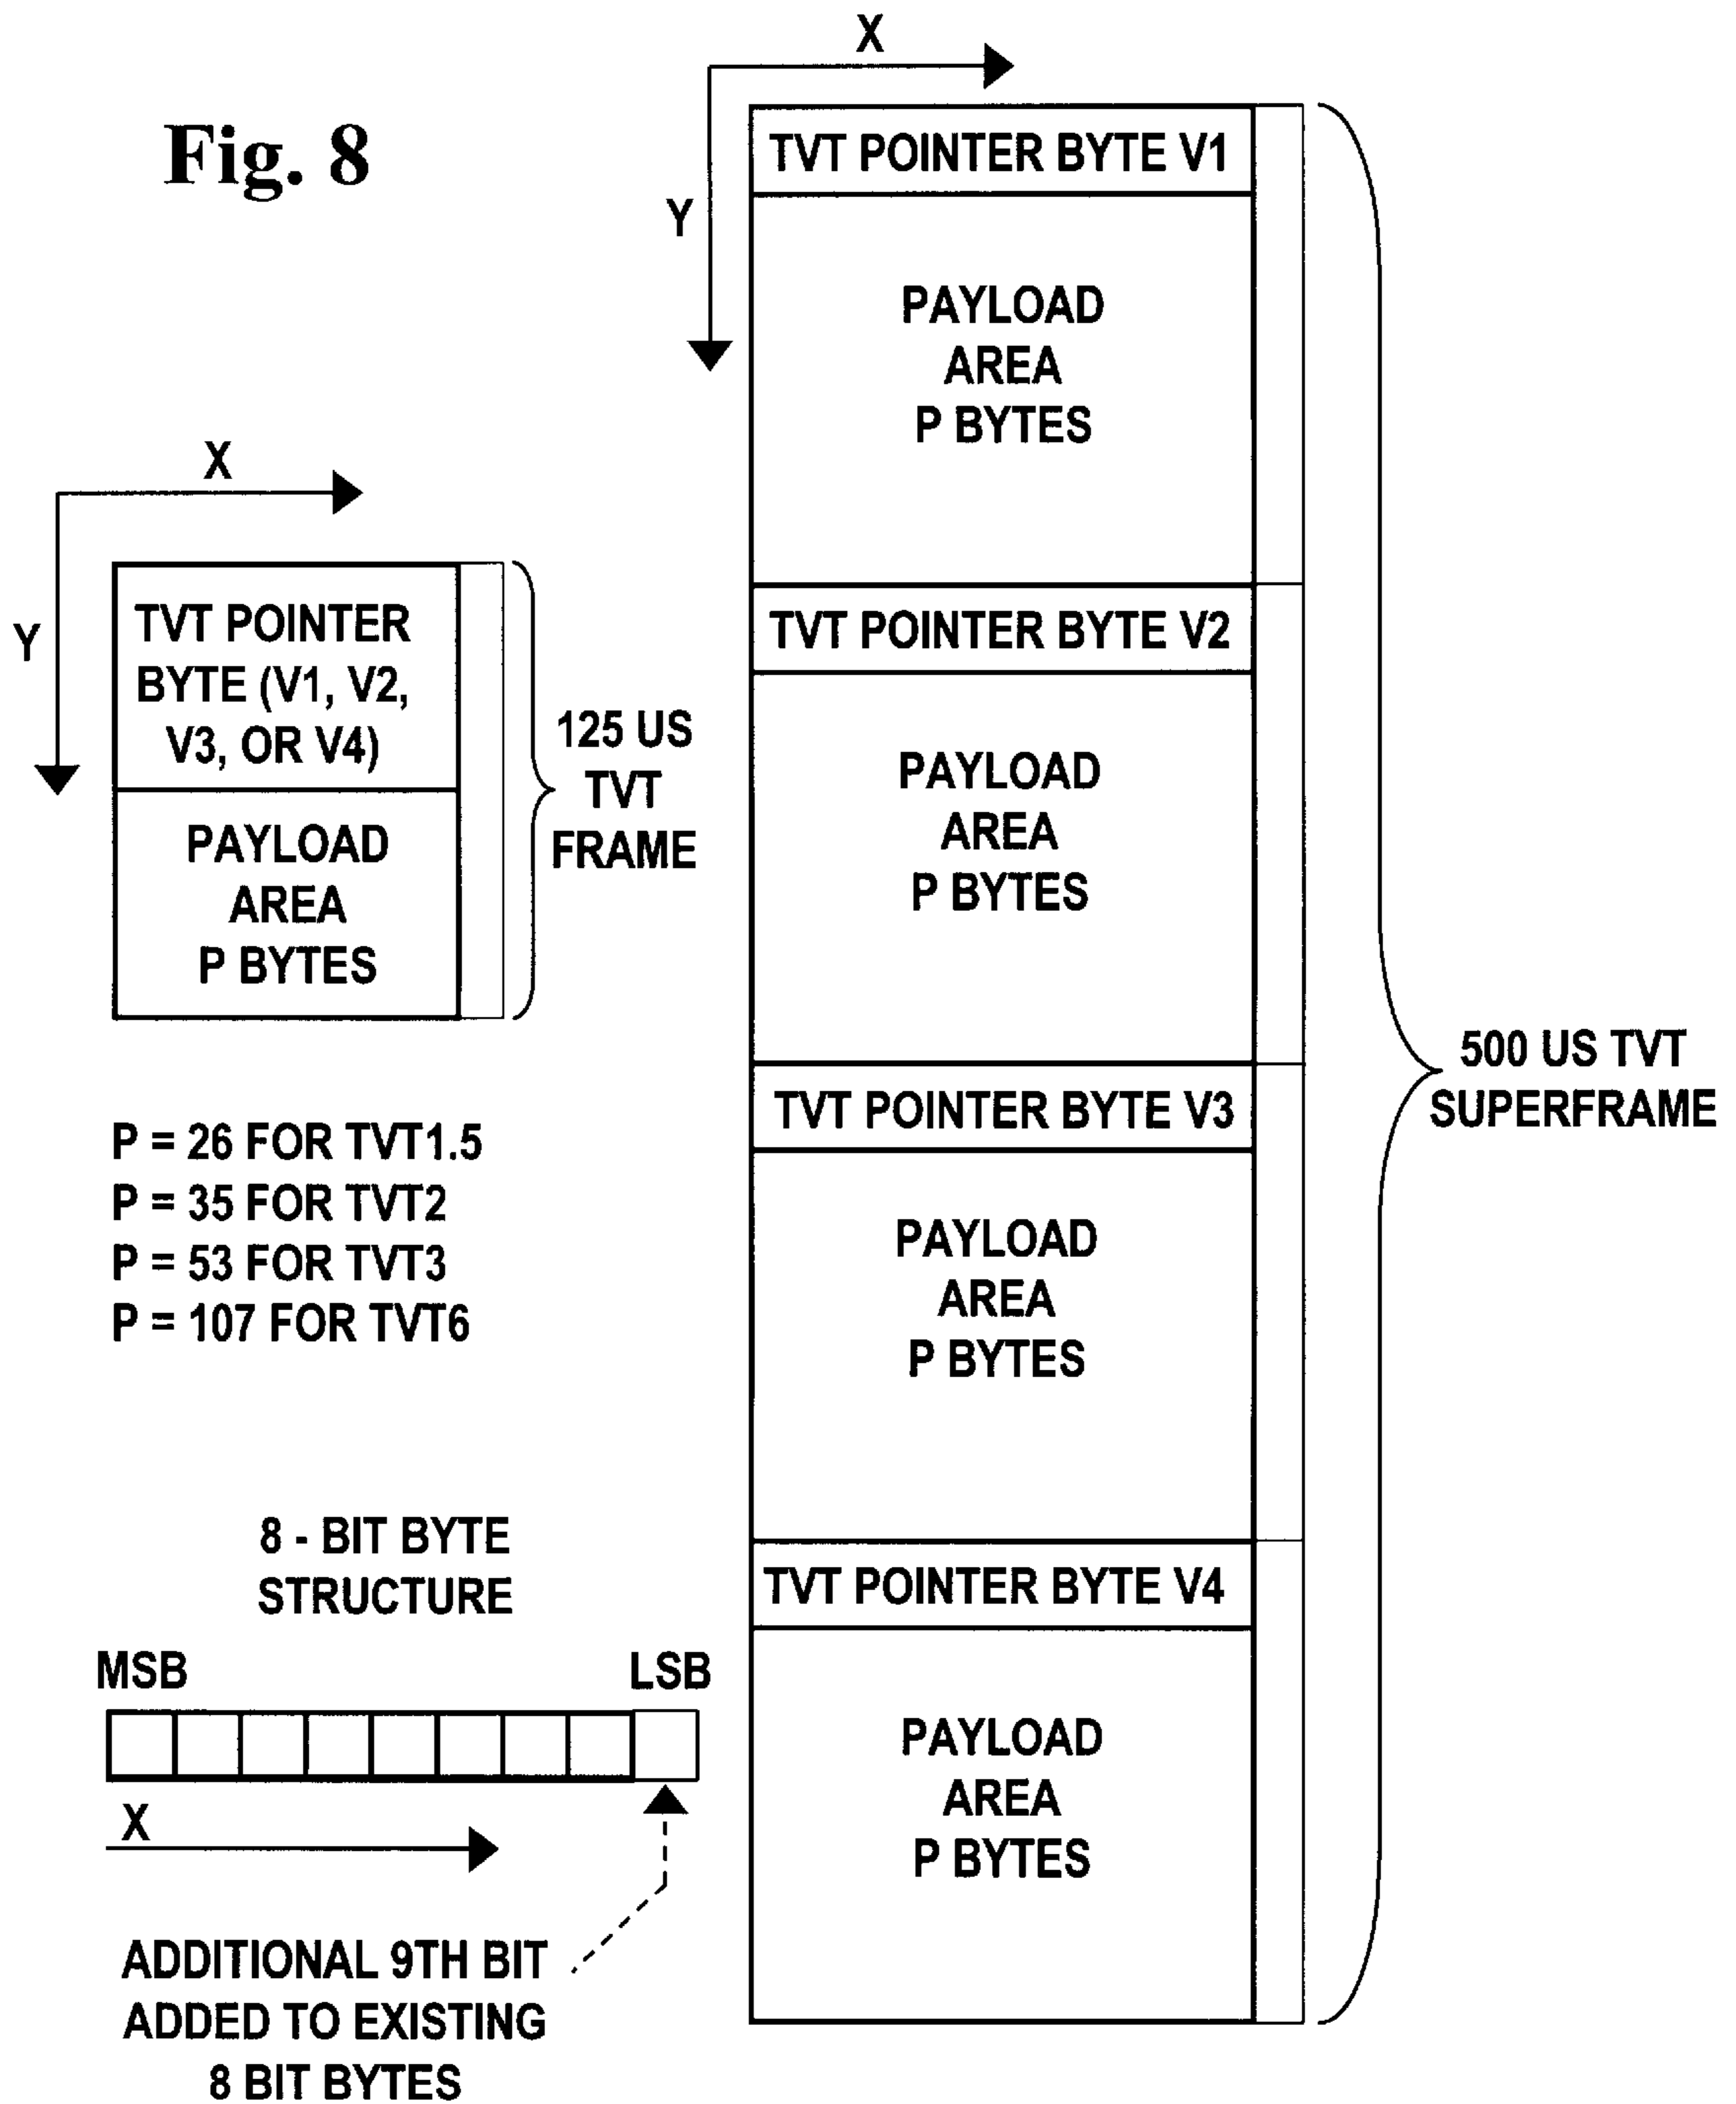 Fig. 8
X
Y
TVT POINTER
BYTE (V1, V2,
V3, OR V4)
PAYLOAD
AREA
P BYTES
125 US
TVT
FRAME
P = 26 FOR TVT1.5
P = 35 FOR TVT2
P = 53 FOR TVT3
P = 107 FOR TVT6
8 - BIT BYTE
STRUCTURE
MSB
LSB
X
ADDITIONAL 9TH BIT
ADDED TO EXISTING
8 BIT BYTES
X
Y
TVT POINTER BYTE V1
PAYLOAD
AREA
P BYTES
TVT POINTER BYTE V2
PAYLOAD
AREA
P BYTES
TVT POINTER BYTE V3
PAYLOAD
AREA
P BYTES
TVT POINTER BYTE V4
PAYLOAD
AREA
P BYTES
500 US TVT
SUPERFRAME